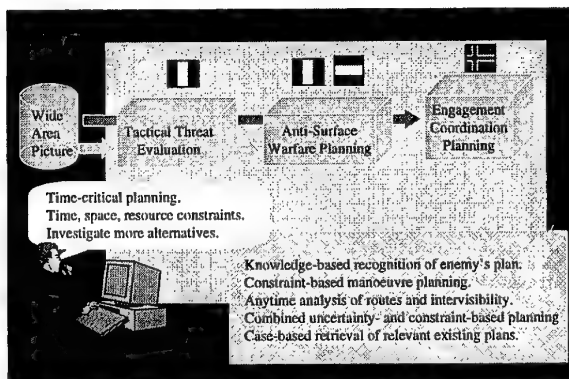 Wide
Area
Picture
Tactical Threat
Evaluation
Anti-Surface
Warfare Planning
Engagement
Coordination
Planning
Time-critical planning.
Time, space, resource constraints.
Investigate more alternatives.
Knowledge-based recognition of enemy's plan.
Constraint-based manoeuvre planning.
Anytime analysis of routes and intervisibility.
Combined uncertainty- and constraint-based planning
Case-based retrieval of relevant existing plans.